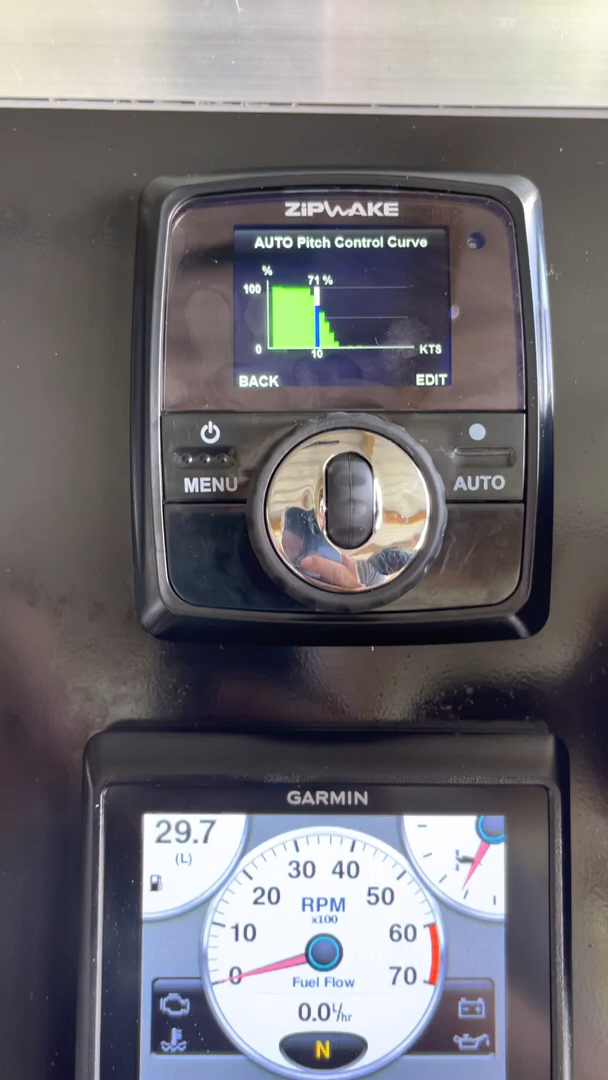 ZiPWAKE
AUTO Pitch Control Curve
%
71 %
100
0
10
KTS
BACK
EDIT
MENU
AUTO
GARMIN
29.7
(L)
30
40
20
50
RPM
x100
10
60
0
70
Fuel Flow
0.0 L/hr
N